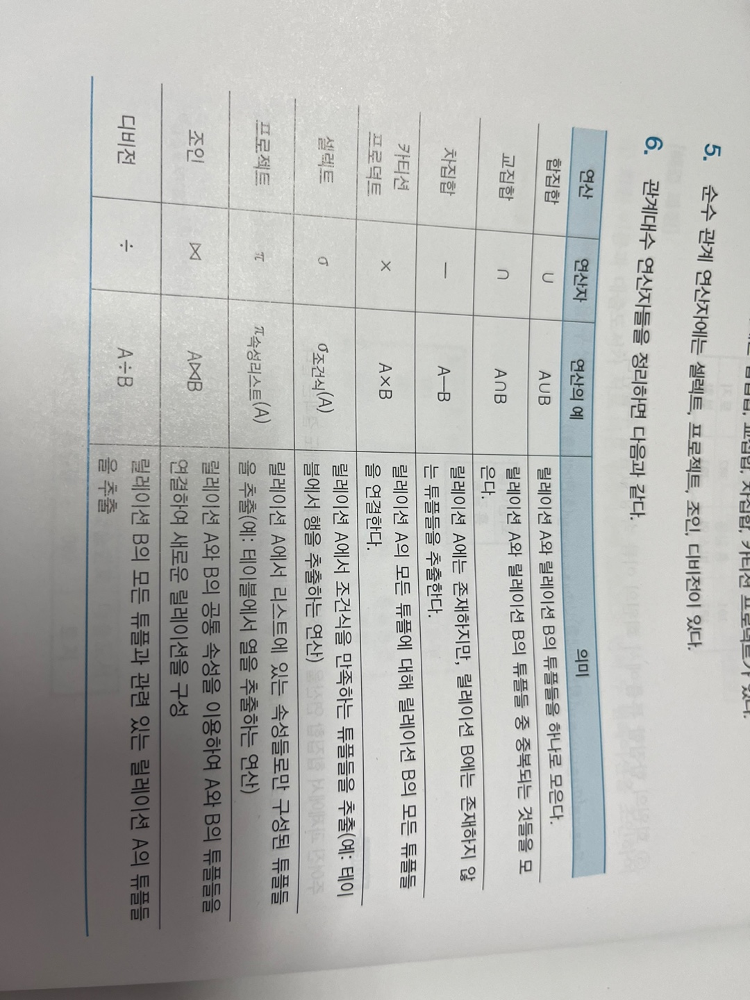 합집합, 교집합, 차집합, 카티션 프로덕트가 있다.
5. 순수 관계 연산자에는 셀렉트, 프로젝트, 조인, 디비전이 있다.
6. 관계대수 연산자들을 정리하면 다음과 같다.
연산 연산자 연산의 예 의미
합집합 ∪ A∪B 릴레이션 A와 릴레이션 B의 튜플들을 하나로 모은다.
교집합 ∩ A∩B 릴레이션 A와 릴레이션 B의 튜플들 중 중복되는 것들을 모
은다.
차집합 — A—B 릴레이션 A에는 존재하지만, 릴레이션 B에는 존재하지 않
는 튜플들을 추출한다.
카티션
프로덕트 × A×B 릴레이션 A의 모든 튜플에 대해 릴레이션 B의 모든 튜플들
을 연결한다.
셀렉트 σ σ조건식(A) 릴레이션 A에서 조건식을 만족하는 튜플들을 추출(예: 테이
블에서 행을 추출하는 연산)
프로젝트 π π속성리스트(A) 릴레이션 A에서 리스트에 있는 속성들로만 구성된 튜플들
을 추출(예: 테이블에서 열을 추출하는 연산)
조인 ⋈ A⋈B 릴레이션 A와 B의 공통 속성을 이용하여 A와 B의 튜플들을
연결하여 새로운 릴레이션을 구성
디비전 ÷ A÷B 릴레이션 B의 모든 튜플과 관련 있는 릴레이션 A의 튜플들
을 추출